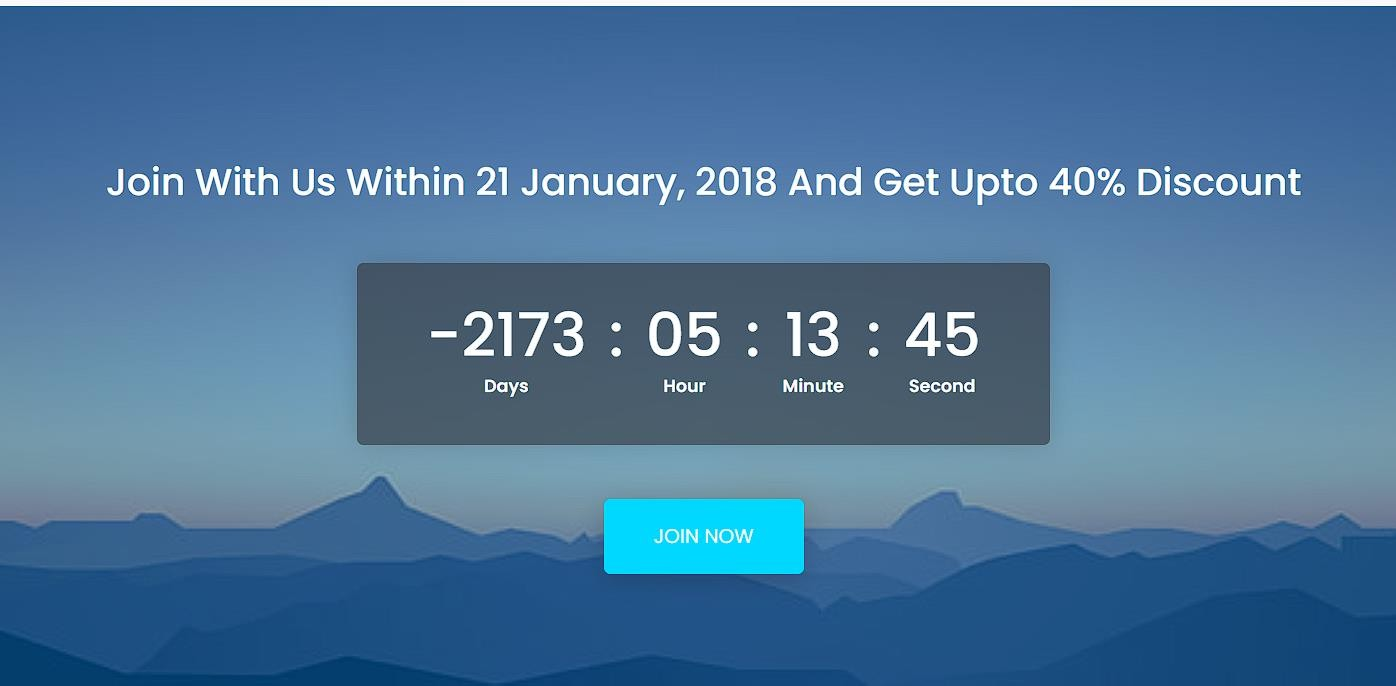 Join With Us Within 21 January, 2018 And Get Upto 40% Discount
-2173 : 05 : 13 : 45
Days Hour Minute Second
JOIN NOW